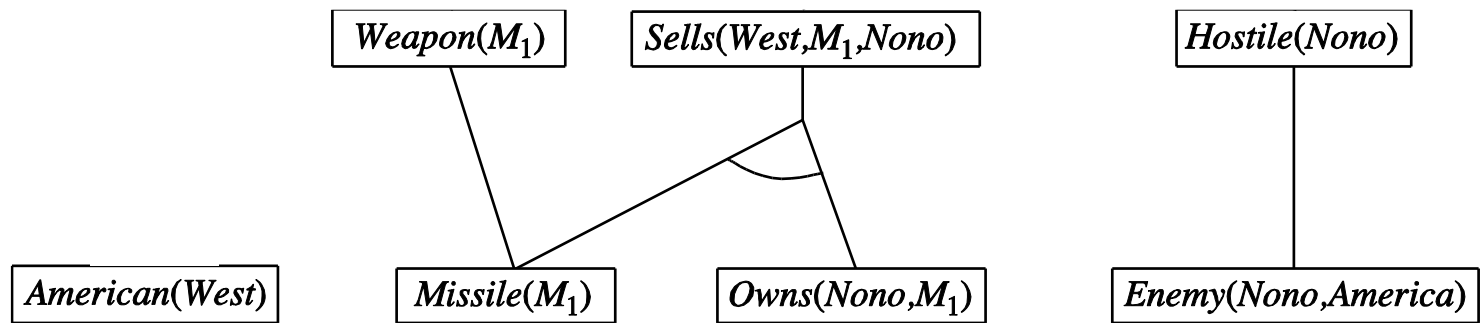 Weapon(M₁) Sells(West,M₁,Nono) Hostile(Nono)
American(West) Missile(M₁) Owns(Nono,M₁) Enemy(Nono,America)